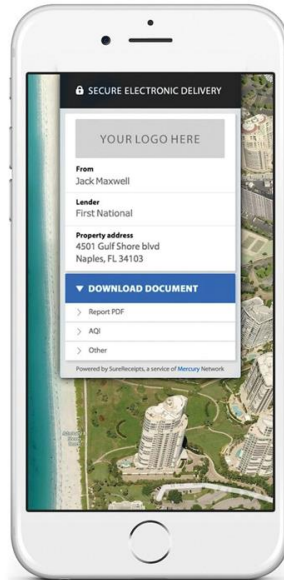 SECURE ELECTRONIC DELIVERY
YOUR LOGO HERE
From
Jack Maxwell
Lender
First National
Property address
4501 Gulf Shore blvd
Naples, FL 34103
DOWNLOAD DOCUMENT
Report PDF
AQI
Other
Powered by SureReceipts, a service of Mercury Network